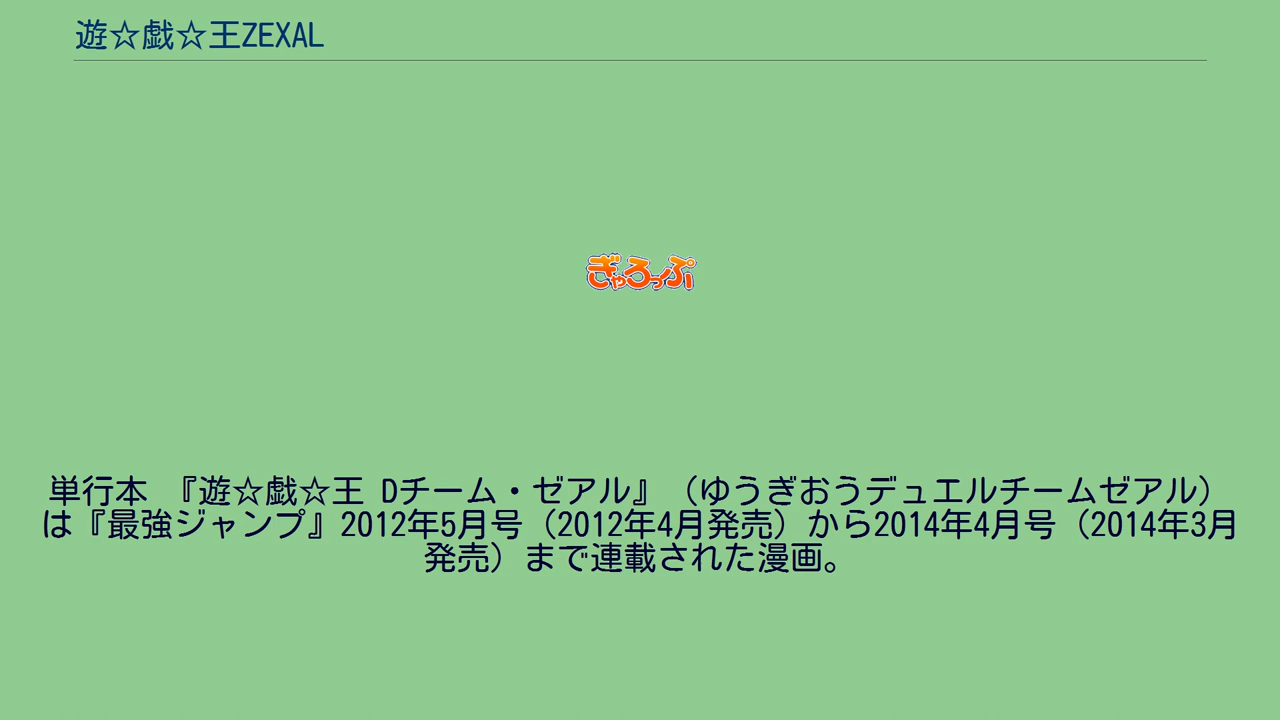 遊☆戯☆王ZEXAL
ぎゃろっぷ
単行本 『遊☆戯☆王 Dチーム・ゼアル』（ゆうぎおうデュエルチームゼアル）
は『最強ジャンプ』2012年5月号（2012年4月発売）から2014年4月号（2014年3月
発売）まで連載された漫画。